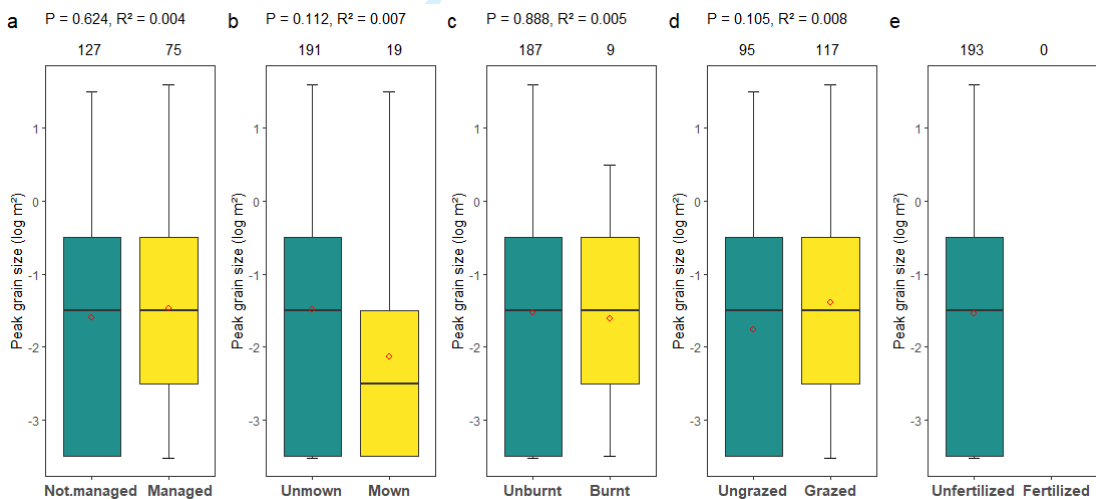 a P = 0.624, R² = 0.004
127 75
Peak grain size (log m²)
1
0
-1
-2
-3
Not.managed Managed
b P = 0.112, R² = 0.007
191 19
Peak grain size (log m²)
1
0
-1
-2
-3
Unmown Mown
c P = 0.888, R² = 0.005
187 9
Peak grain size (log m²)
1
0
-1
-2
-3
Unburnt Burnt
d P = 0.105, R² = 0.008
95 117
Peak grain size (log m²)
1
0
-1
-2
-3
Ungrazed Grazed
e
193 0
Peak grain size (log m²)
1
0
-1
-2
-3
Unfertilized Fertilized